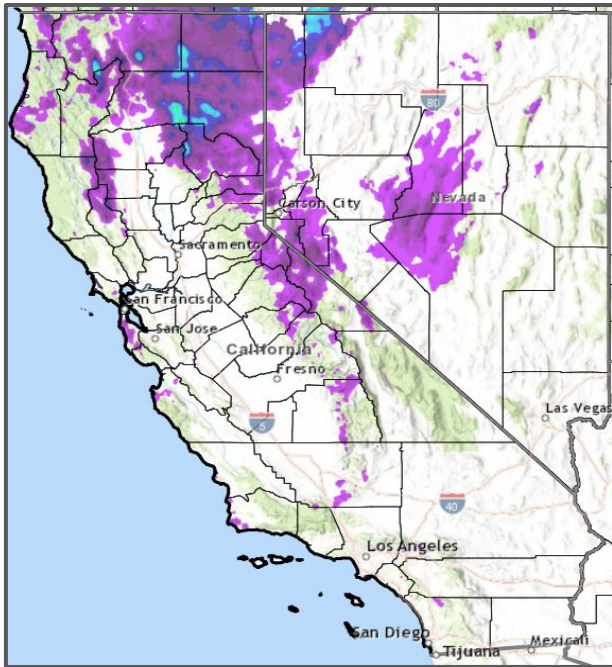 80
Nevada
Carson City
Sacramento
San Francisco
San Jose
California
Fresno
Las Vegas
5
40
Los Angeles
San Diego
Tijuana
Mexicali